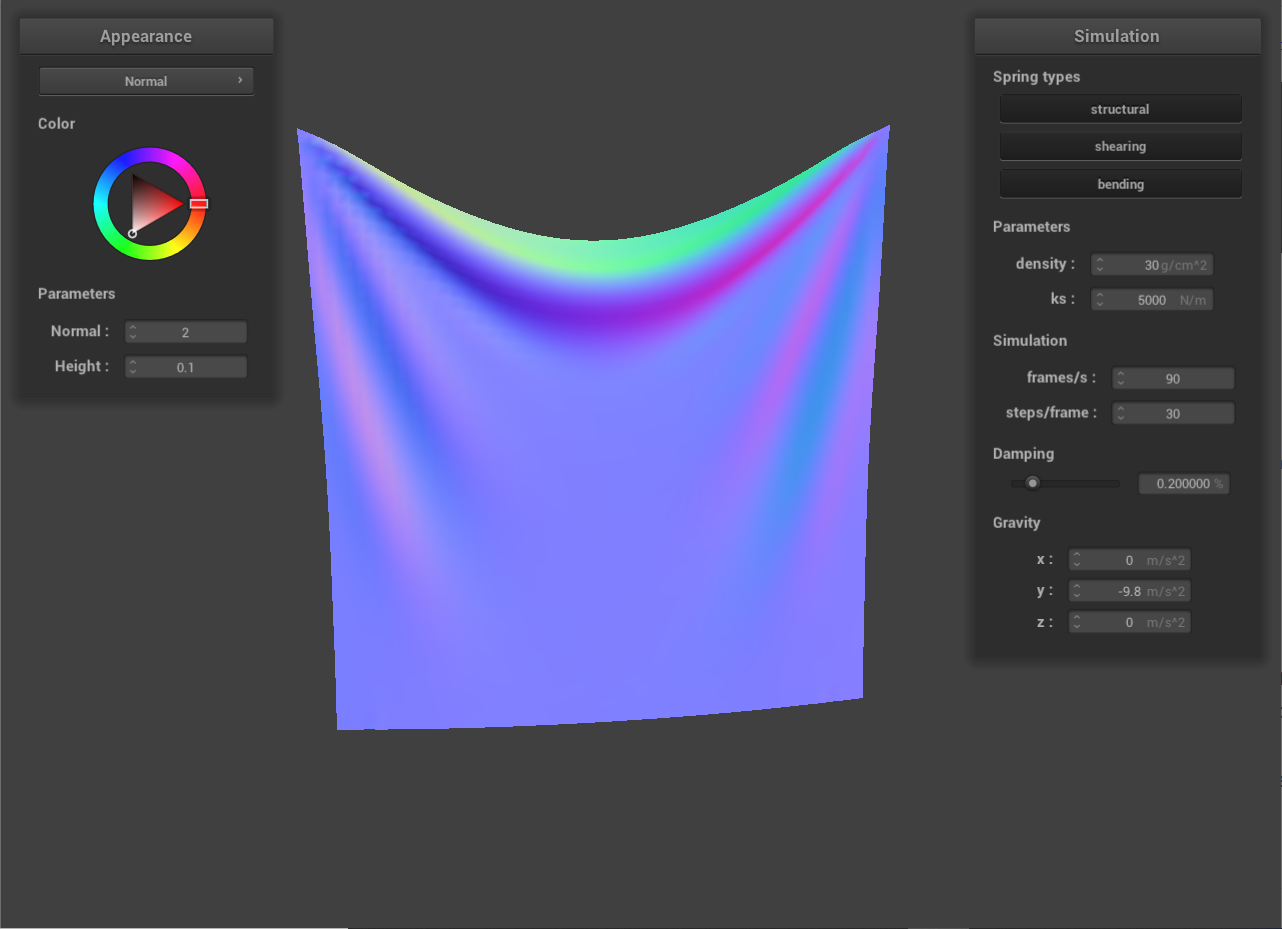 Appearance
Normal
Color
Parameters
Normal : 2
Height : 0.1
Simulation
Spring types
structural
shearing
bending
Parameters
density : 30 g/cm^2
ks : 5000 N/m
Simulation
frames/s : 90
steps/frame : 30
Damping
0.200000 %
Gravity
x : 0 m/s^2
y : -9.8 m/s^2
z : 0 m/s^2